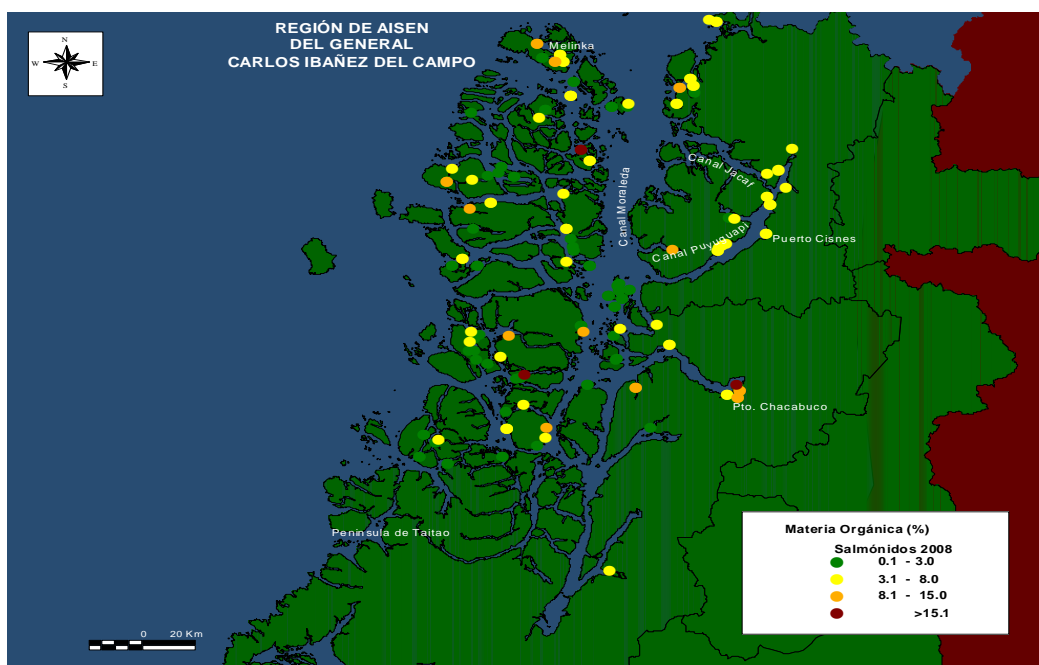 REGIÓN DE AISEN
DEL GENERAL
CARLOS IBAÑEZ DEL CAMPO
N
W E
S
Melinka
Canal Jacaf
Canal Moraleda
Canal Puyuguapi
Puerto Cisnes
Pto. Chacabuco
Peninsula de Taitao
Materia Orgánica (%)
Salmónidos 2008
0.1 - 3.0
3.1 - 8.0
8.1 - 15.0
>15.1
0 20 Km